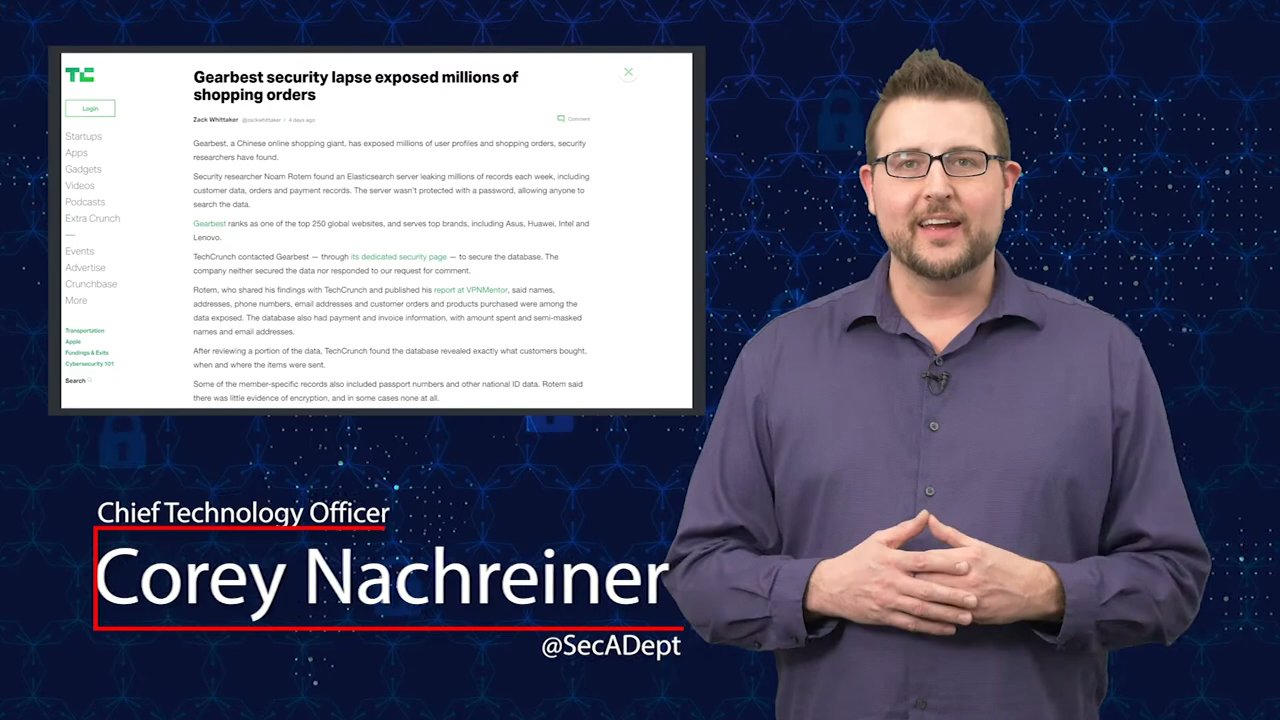 TC
Login
Startups
Apps
Gadgets
Videos
Podcasts
Extra Crunch
—
Events
Advertise
Crunchbase
More
Transportation
Apple
Fundings & Exits
Cybersecurity 101
Search
Gearbest security lapse exposed millions of
shopping orders
Zack Whittaker @zackwhittaker / 4 days ago
Comment
Gearbest, a Chinese online shopping giant, has exposed millions of user profiles and shopping orders, security
researchers have found.
Security researcher Noam Rotem found an Elasticsearch server leaking millions of records each week, including
customer data, orders and payment records. The server wasn't protected with a password, allowing anyone to
search the data.
Gearbest ranks as one of the top 250 global websites, and serves top brands, including Asus, Huawei, Intel and
Lenovo.
TechCrunch contacted Gearbest — through its dedicated security page — to secure the database. The
company neither secured the data nor responded to our request for comment.
Rotem, who shared his findings with TechCrunch and published his report at VPNMentor, said names,
addresses, phone numbers, email addresses and customer orders and products purchased were among the
data exposed. The database also had payment and invoice information, with amount spent and semi-masked
names and email addresses.
After reviewing a portion of the data, TechCrunch found the database revealed exactly what customers bought,
when and where the items were sent.
Some of the member-specific records also included passport numbers and other national ID data. Rotem said
there was little evidence of encryption, and in some cases none at all.
Chief Technology Officer
Corey Nachreiner
@SecADept